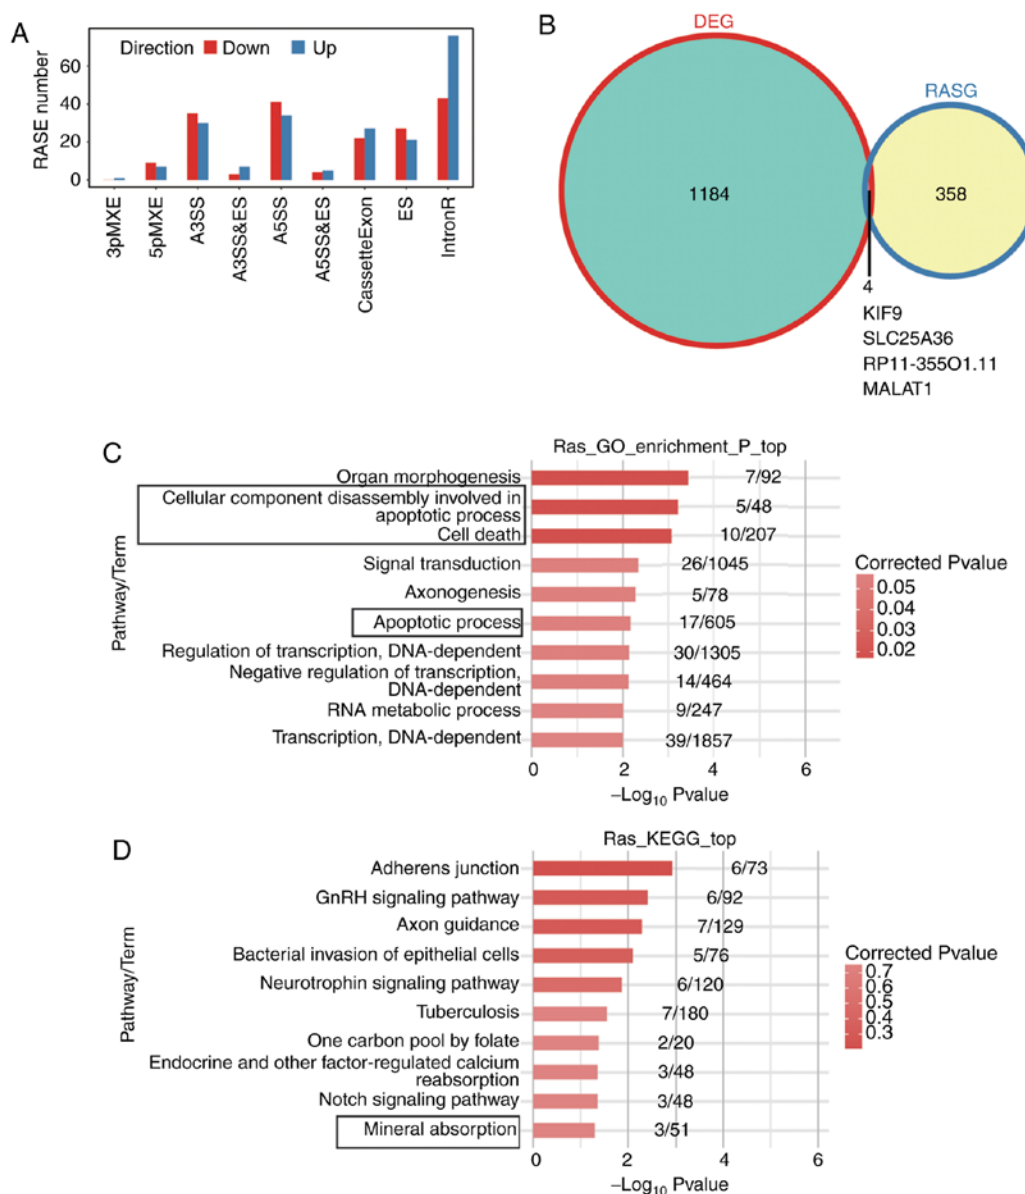 A
Direction Down Up
RASE number
60
40
20
0
3pMXE
5pMXE
A3SS
A3SS&ES
A5SS
A5SS&ES
CassetteExon
ES
IntronR
B
DEG
RASG
1184
358
4
KIF9
SLC25A36
RP11-355O1.11
MALAT1
C
Ras_GO_enrichment_P_top
Pathway/Term
Organ morphogenesis 7/92
Cellular component disassembly involved in
apoptotic process 5/48
Cell death 10/207
Signal transduction 26/1045
Axonogenesis 5/78
Apoptotic process 17/605
Regulation of transcription, DNA-dependent 30/1305
Negative regulation of transcription,
DNA-dependent 14/464
RNA metabolic process 9/247
Transcription, DNA-dependent 39/1857
0 2 4 6
–Log10 Pvalue
Corrected Pvalue
0.05
0.04
0.03
0.02
D
Ras_KEGG_top
Pathway/Term
Adherens junction 6/73
GnRH signaling pathway 6/92
Axon guidance 7/129
Bacterial invasion of epithelial cells 5/76
Neurotrophin signaling pathway 6/120
Tuberculosis 7/180
One carbon pool by folate 2/20
Endocrine and other factor-regulated calcium
reabsorption 3/48
Notch signaling pathway 3/48
Mineral absorption 3/51
0 2 4 6
–Log10 Pvalue
Corrected Pvalue
0.7
0.6
0.5
0.4
0.3